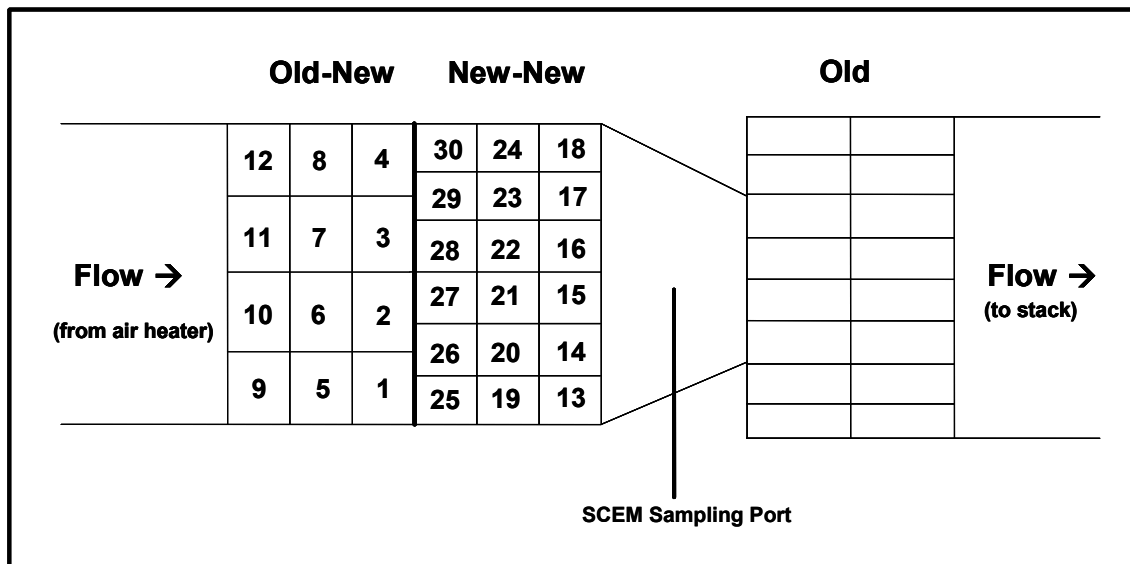 Old-New New-New Old
12 8 4 30 24 18
29 23 17
11 7 3 28 22 16
Flow → Flow →
(from air heater) (to stack)
10 6 2 27 21 15
26 20 14
9 5 1 25 19 13
SCEM Sampling Port